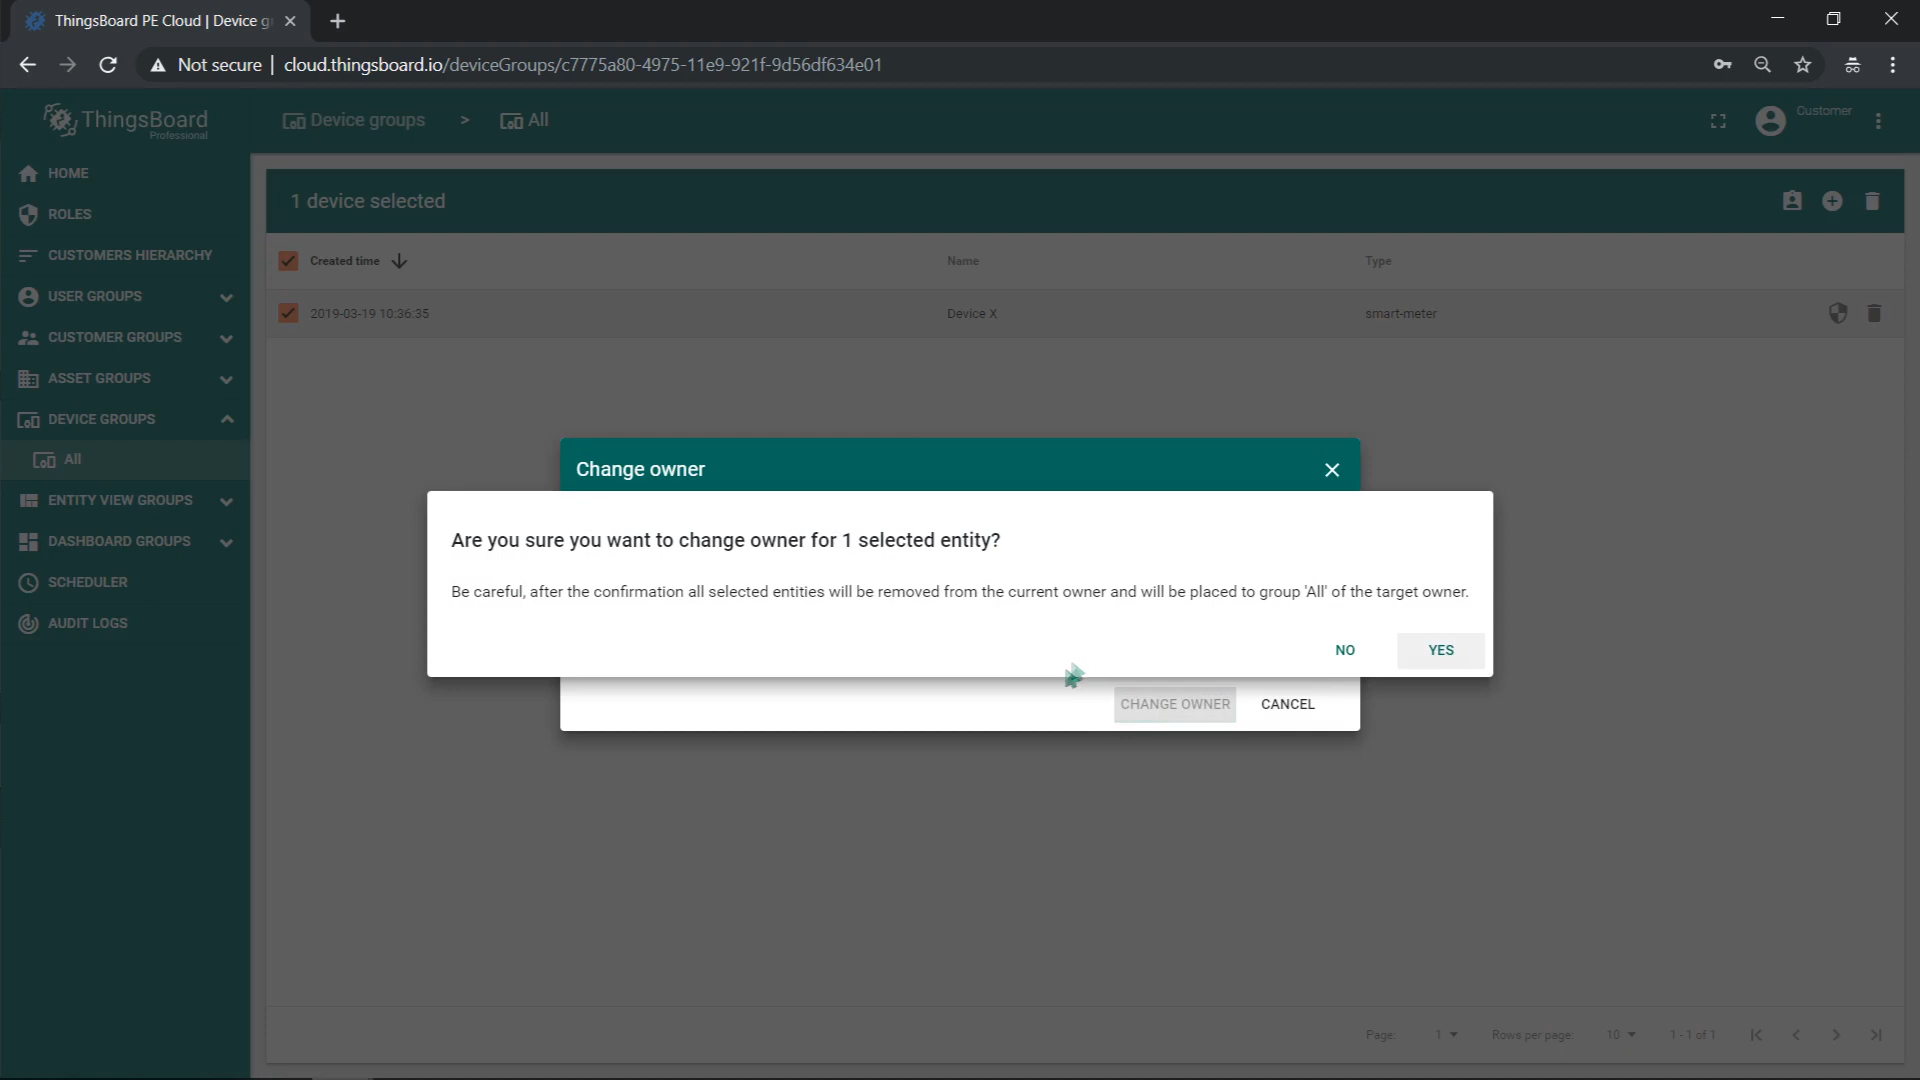 ThingsBoard PE Cloud | Device g
Not secure | cloud.thingsboard.io/deviceGroups/c7775a80-4975-11e9-921f-9d56df634e01
ThingsBoard
Professional
Device groups > All
Customer
HOME
ROLES
CUSTOMERS HIERARCHY
USER GROUPS
CUSTOMER GROUPS
ASSET GROUPS
DEVICE GROUPS
All
ENTITY VIEW GROUPS
DASHBOARD GROUPS
SCHEDULER
AUDIT LOGS
1 device selected
Created time Name Type
2019-03-19 10:36:35 Device X smart-meter
Change owner
Are you sure you want to change owner for 1 selected entity?
Be careful, after the confirmation all selected entities will be removed from the current owner and will be placed to group 'All' of the target owner.
NO YES
CHANGE OWNER CANCEL
Page: 1 Rows per page: 10 1 - 1 of 1